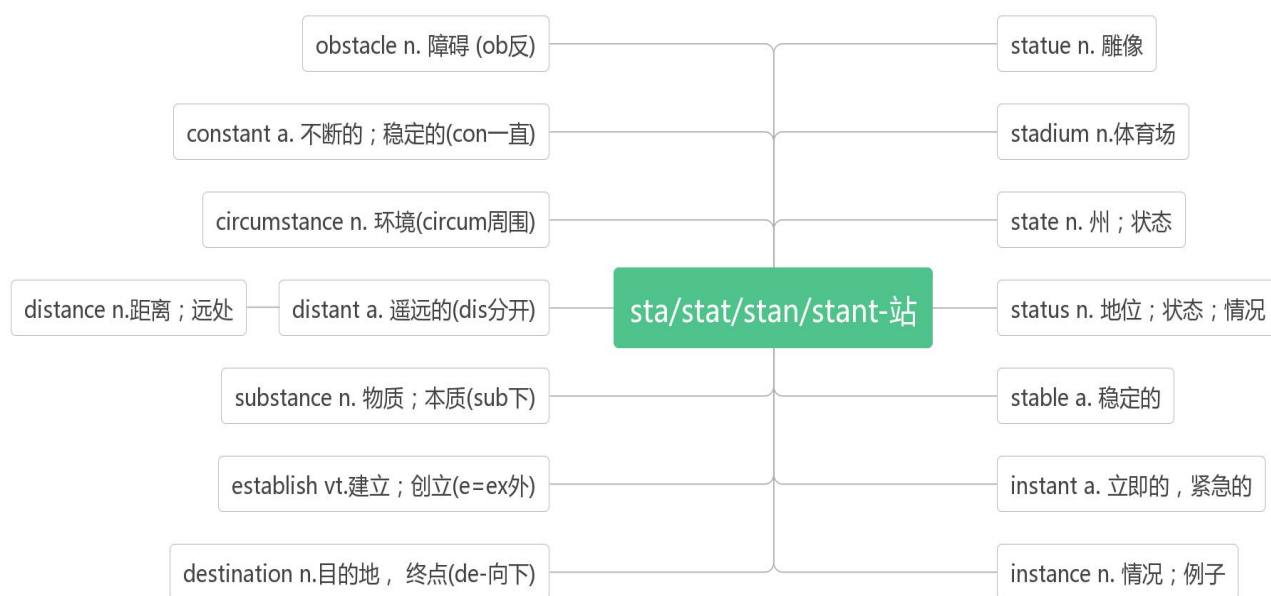 obstacle n. 障碍 (ob反)
constant a. 不断的；稳定的(con一直)
circumstance n. 环境(circum周围)
distance n.距离；远处
distant a. 遥远的(dis分开)
substance n. 物质；本质(sub下)
establish vt.建立；创立(e=ex外)
destination n.目的地， 终点(de-向下)
sta/stat/stan/stant-站
statue n. 雕像
stadium n.体育场
state n. 州；状态
status n. 地位；状态；情况
stable a. 稳定的
instant a. 立即的，紧急的
instance n. 情况；例子